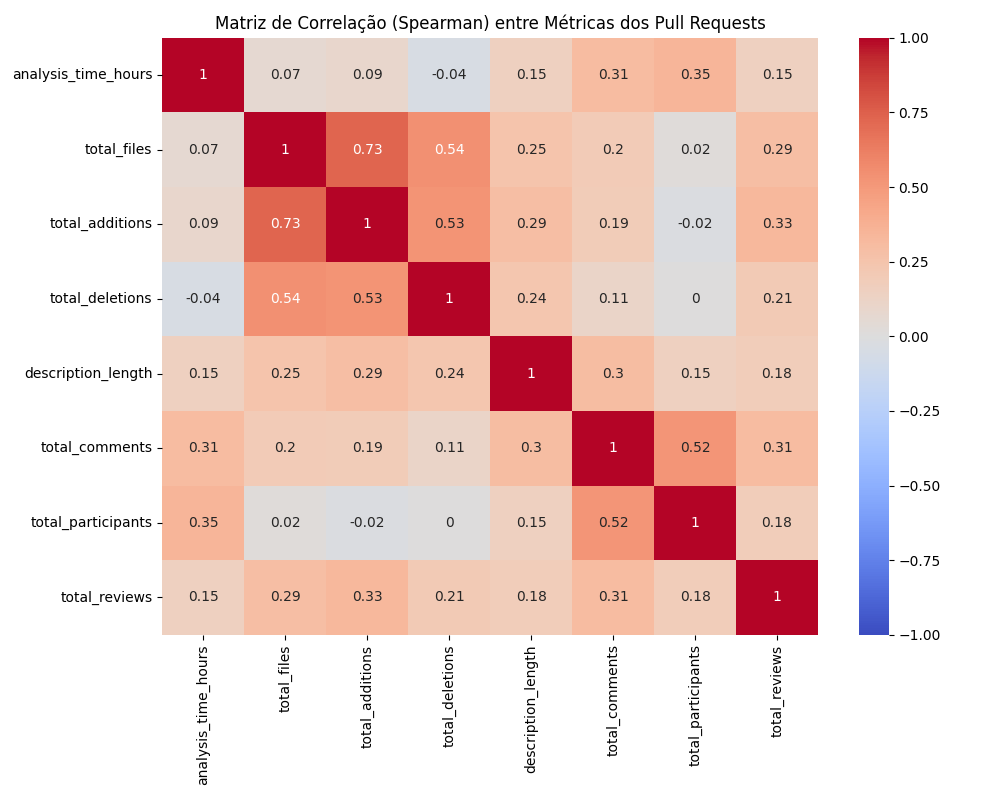 Matriz de Correlação (Spearman) entre Métricas dos Pull Requests
analysis_time_hours 1 0.07 0.09 -0.04 0.15 0.31 0.35 0.15
total_files 0.07 1 0.73 0.54 0.25 0.2 0.02 0.29
total_additions 0.09 0.73 1 0.53 0.29 0.19 -0.02 0.33
total_deletions -0.04 0.54 0.53 1 0.24 0.11 0 0.21
description_length 0.15 0.25 0.29 0.24 1 0.3 0.15 0.18
total_comments 0.31 0.2 0.19 0.11 0.3 1 0.52 0.31
total_participants 0.35 0.02 -0.02 0 0.15 0.52 1 0.18
total_reviews 0.15 0.29 0.33 0.21 0.18 0.31 0.18 1
analysis_time_hours
total_files
total_additions
total_deletions
description_length
total_comments
total_participants
total_reviews
1.00
0.75
0.50
0.25
0.00
−0.25
−0.50
−0.75
−1.00